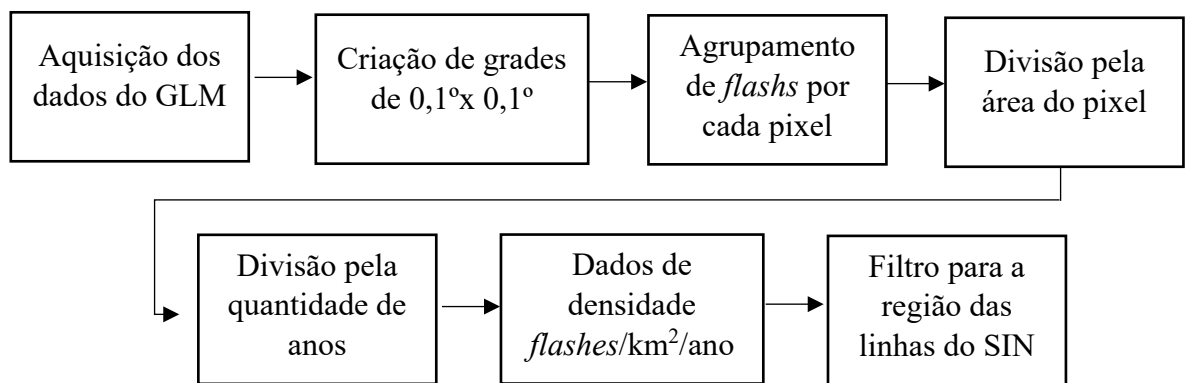 Aquisição dos
dados do GLM
Criação de grades
de 0,1ºx 0,1º
Agrupamento
de flashs por
cada pixel
Divisão pela
área do pixel
Divisão pela
quantidade de
anos
Dados de
densidade
flashes/km²/ano
Filtro para a
região das
linhas do SIN